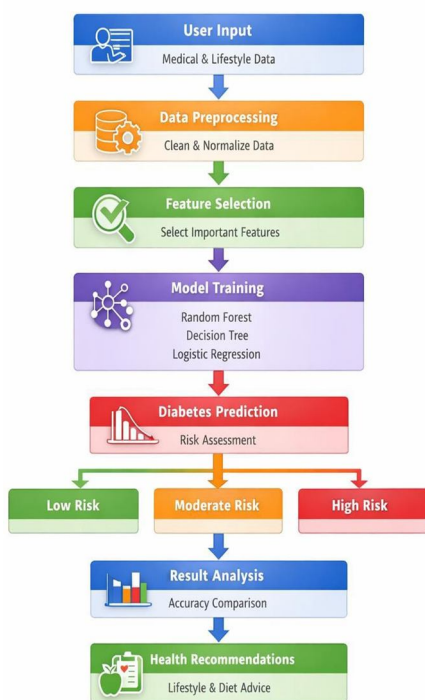 User Input
Medical & Lifestyle Data
Data Preprocessing
Clean & Normalize Data
Feature Selection
Select Important Features
Model Training
Random Forest
Decision Tree
Logistic Regression
Diabetes Prediction
Risk Assessment
Low Risk
Moderate Risk
High Risk
Result Analysis
Accuracy Comparison
Health Recommendations
Lifestyle & Diet Advice